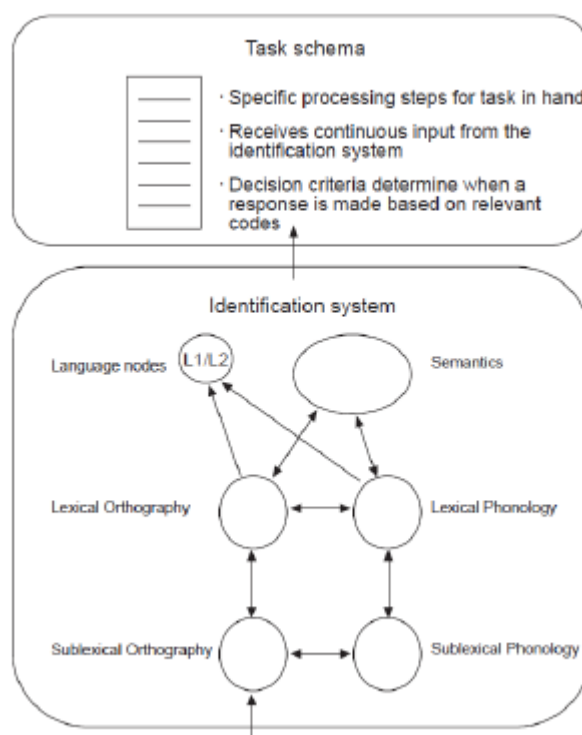 Task schema
· Specific processing steps for task in hand
· Receives continuous input from the
identification system
· Decision criteria determine when a
response is made based on relevant
codes
Identification system
Language nodes
L1/L2
Semantics
Lexical Orthography
Lexical Phonology
Sublexical Orthography
Sublexical Phonology